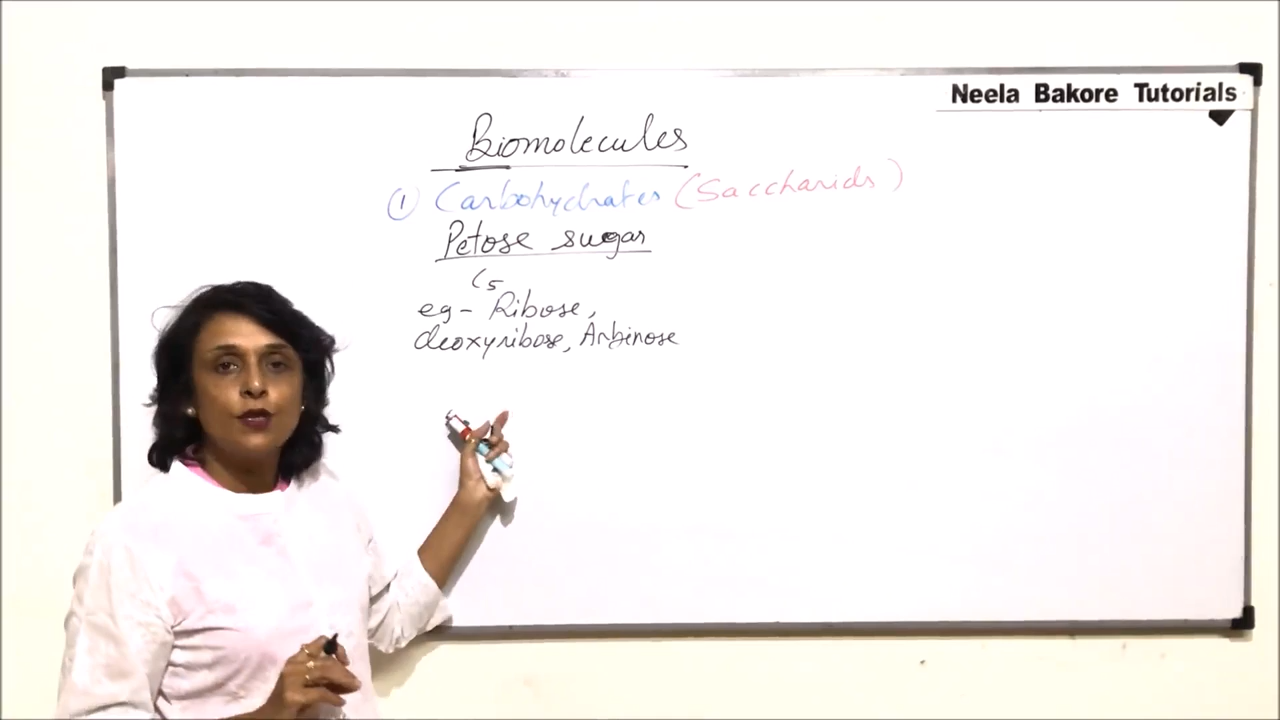 Neela Bakore Tutorials
Biomolecules
① Carbohydrates (Saccharids)
Petose sugar
C5
eg- Ribose,
deoxyribose, Arbinose